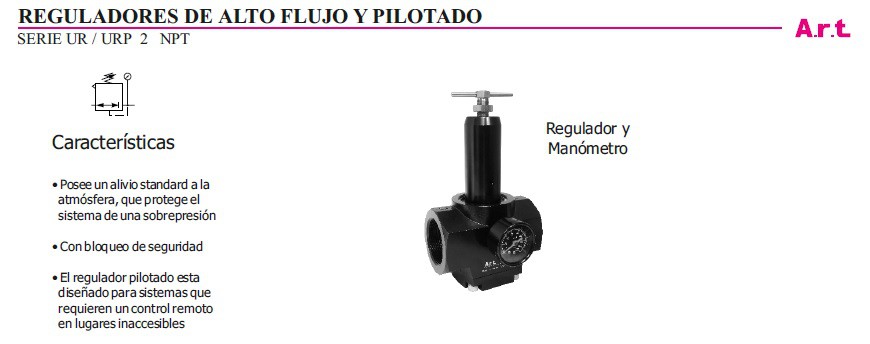 REGULADORES DE ALTO FLUJO Y PILOTADO
SERIE UR / URP 2 NPT
A.r.t.
Características
• Posee un alivio standard a la
atmósfera, que protege el
sistema de una sobrepresión
• Con bloqueo de seguridad
• El regulador pilotado esta
diseñado para sistemas que
requieren un control remoto
en lugares inaccesibles
Regulador y
Manómetro
A.r.t.